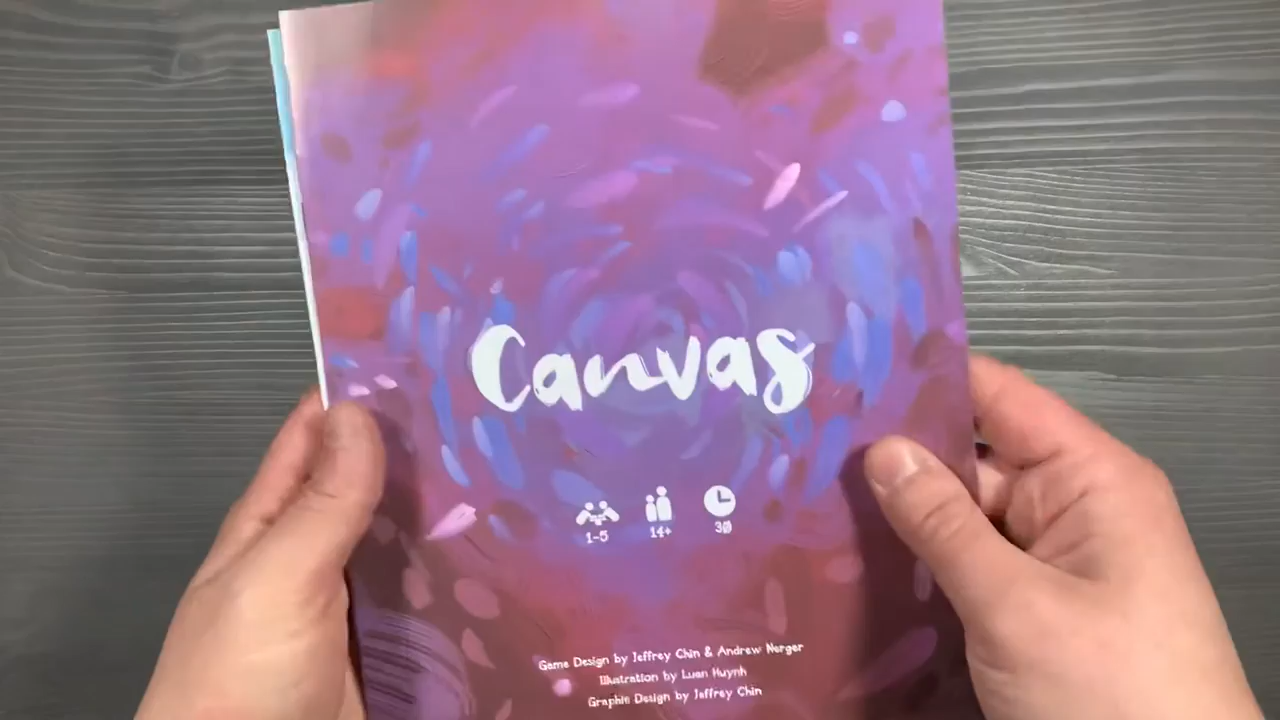 Canvas
1-5 14+ 30
Game Design by Jeffrey Chin & Andrew Nerger
Illustration by Luan Huynh
Graphic Design by Jeffrey Chin